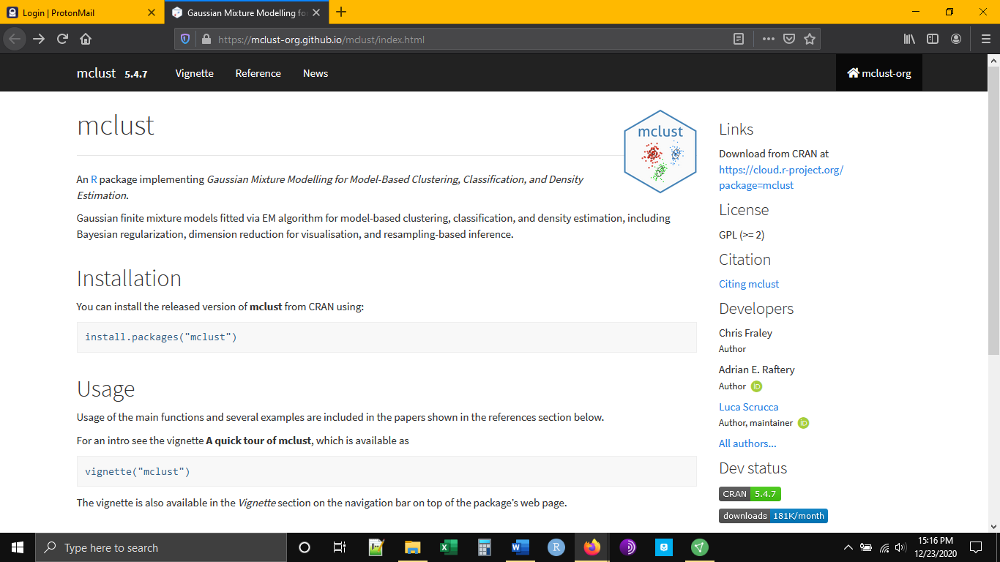 Login | ProtonMail
Gaussian Mixture Modelling fo
https://mclust-org.github.io/mclust/index.html
mclust 5.4.7 Vignette Reference News mclust-org
mclust
mclust
An R package implementing Gaussian Mixture Modelling for Model-Based Clustering, Classification, and Density
Estimation.
Gaussian finite mixture models fitted via EM algorithm for model-based clustering, classification, and density estimation, including
Bayesian regularization, dimension reduction for visualisation, and resampling-based inference.
Installation
You can install the released version of mclust from CRAN using:
install.packages("mclust")
Usage
Usage of the main functions and several examples are included in the papers shown in the references section below.
For an intro see the vignette A quick tour of mclust, which is available as
vignette("mclust")
The vignette is also available in the Vignette section on the navigation bar on top of the package's web page.
Links
Download from CRAN at
https://cloud.r-project.org/
package=mclust
License
GPL (>= 2)
Citation
Citing mclust
Developers
Chris Fraley
Author
Adrian E. Raftery
Author iD
Luca Scrucca
Author, maintainer iD
All authors...
Dev status
CRAN 5.4.7
downloads 181K/month
Type here to search
15:16 PM
12/23/2020